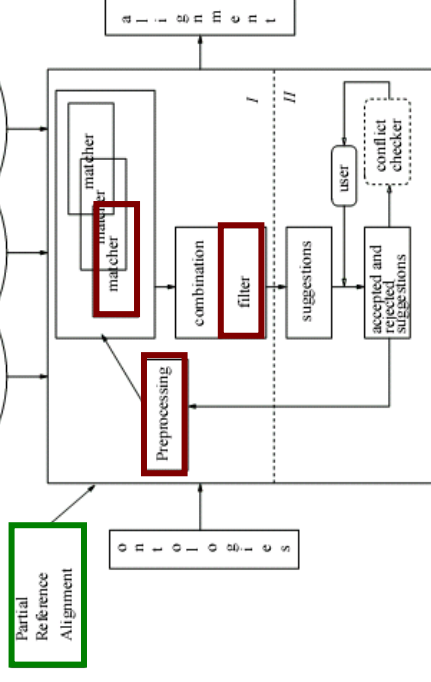 alignment
I
II
matcher
matcher
matcher
combination
filter
suggestions
user
conflict
checker
accepted and
rejected
suggestions
Preprocessing
ontologies
Partial
Reference
Alignment